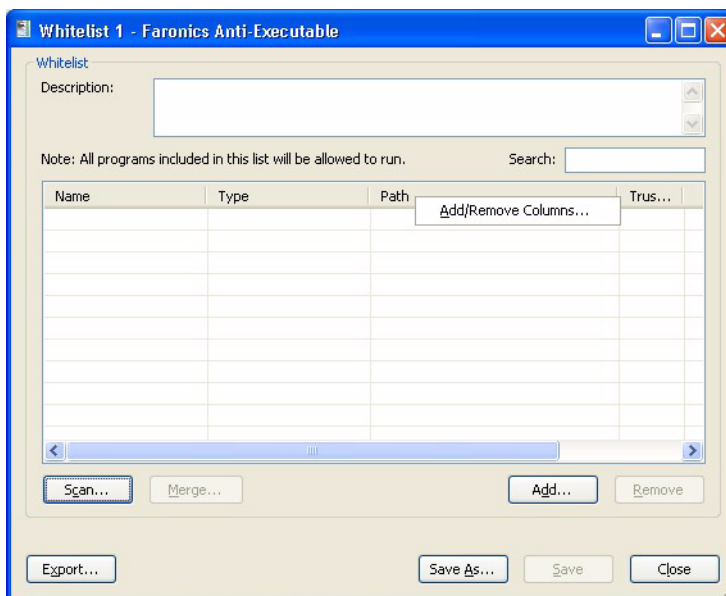 Whitelist 1 - Faronics Anti-Executable
Whitelist
Description:
Note: All programs included in this list will be allowed to run. Search:
Name Type Path Trus...
Add/Remove Columns...
Scan... Merge... Add... Remove
Export... Save As... Save Close